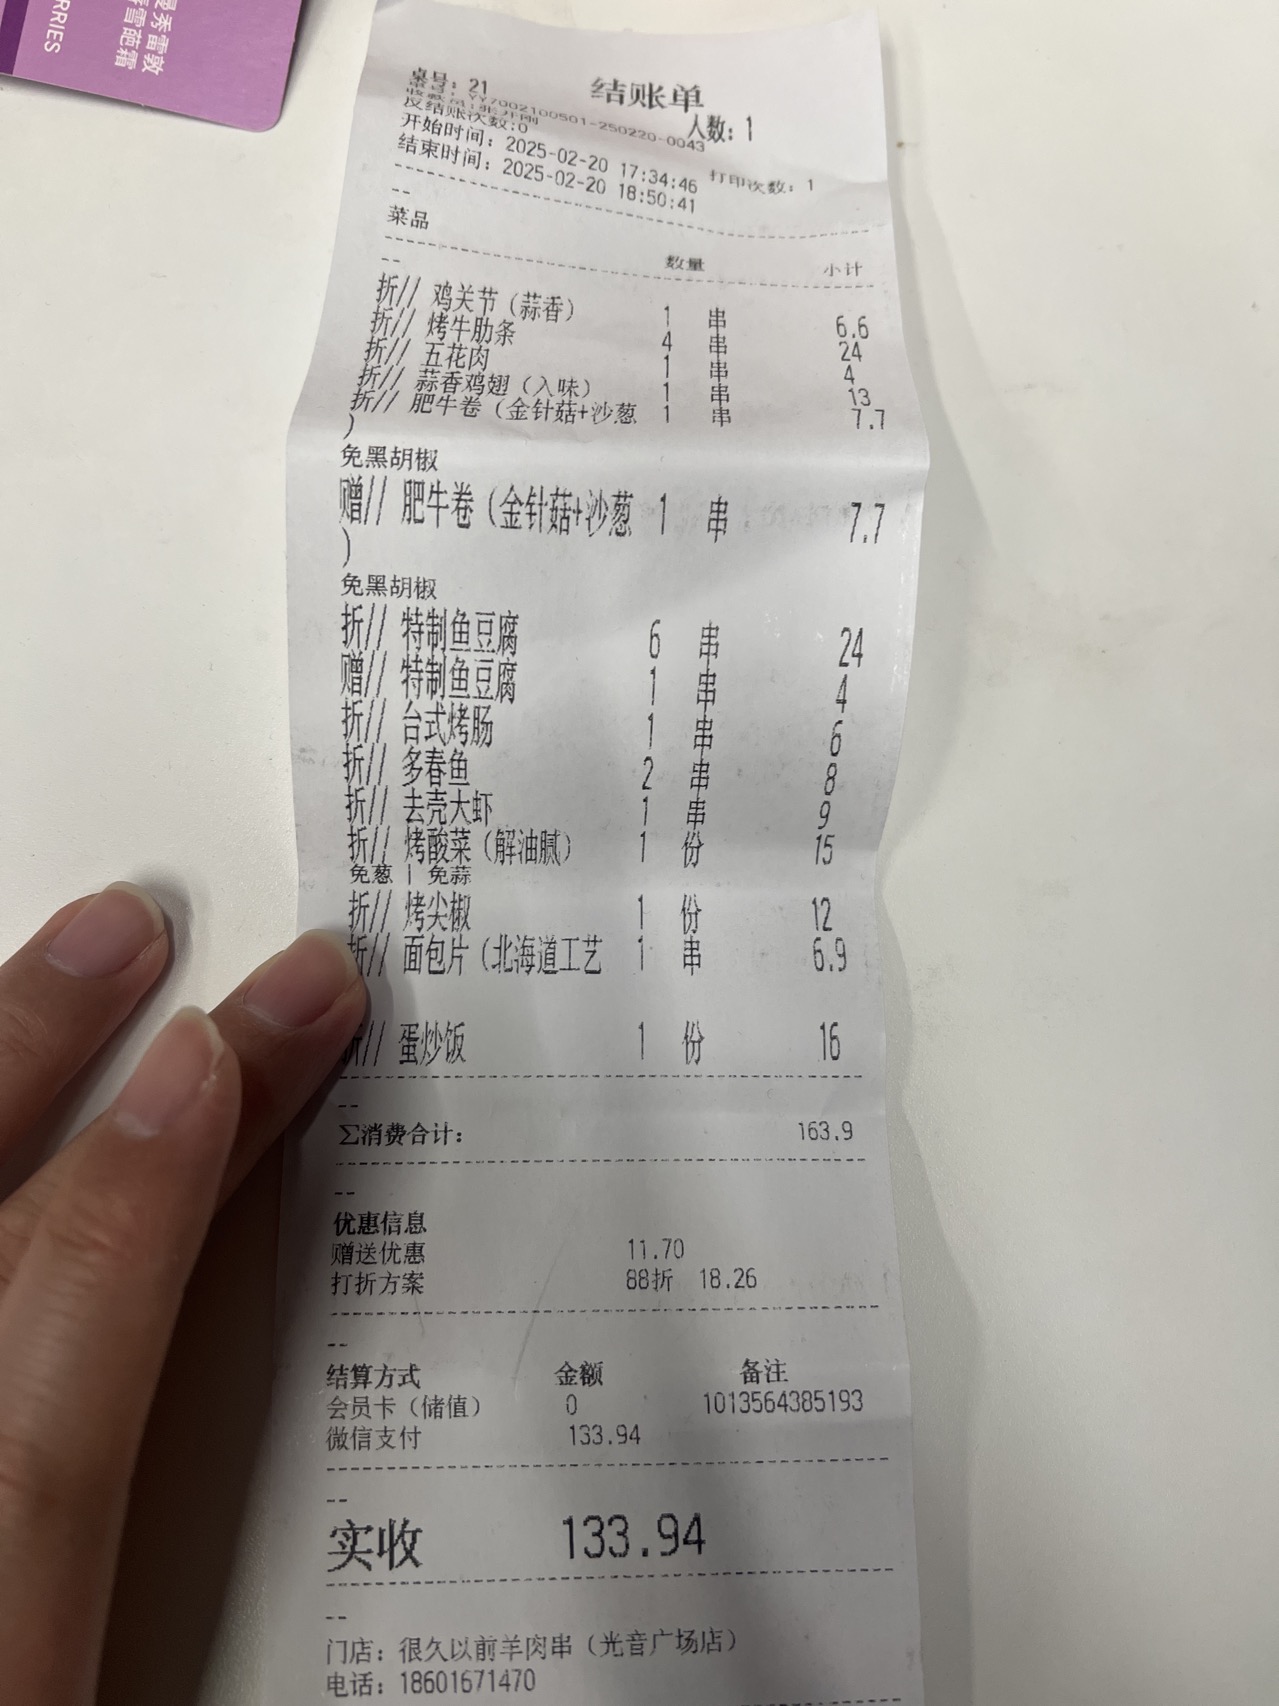 曼秀雷敦
RRIES
结账单
桌号：21
人数：1
单号：YY7002100501-250220-0043
反结账次数:0
打印次数：1
开始时间：2025-02-20 17:34:46
结束时间：2025-02-20 18:50:41
--
菜品 数量 小计
--
折// 鸡关节（蒜香） 1 串 6.6
折// 烤牛肋条 4 串 24
折// 五花肉 1 串 4
折// 蒜香鸡翅（入味） 1 串 13
折// 肥牛卷（金针菇+沙葱 1 串 7.7
）
免黑胡椒
赠// 肥牛卷（金针菇+沙葱 1 串 7.7
）
免黑胡椒
折// 特制鱼豆腐 6 串 24
赠// 特制鱼豆腐 1 串 4
折// 台式烤肠 1 串 6
折// 多春鱼 2 串 8
折// 去壳大虾 1 串 9
折// 烤酸菜（解油腻） 1 份 15
免葱 | 免蒜
折// 烤尖椒 1 份 12
折// 面包片（北海道工艺 1 串 6.9
折// 蛋炒饭 1 份 16
--
∑消费合计： 163.9
--
优惠信息
赠送优惠 11.70
打折方案 88折 18.26
--
结算方式 金额 备注
会员卡（储值） 0 1013564385193
微信支付 133.94
--
实收 133.94
--
门店：很久以前羊肉串（光音广场店）
电话：18601671470